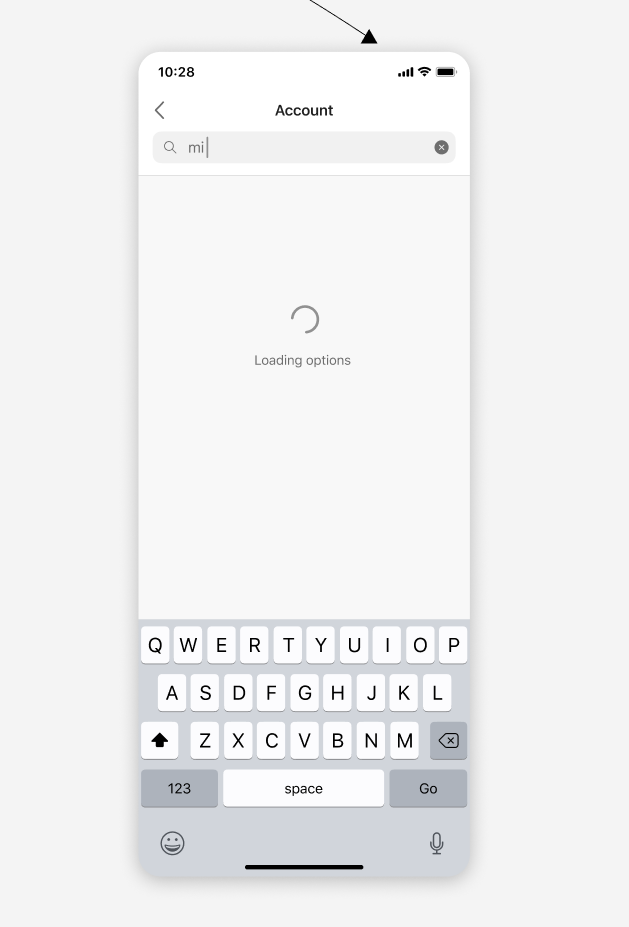 10:28
Account
mi
Loading options
Q W E R T Y U I O P
A S D F G H J K L
Z X C V B N M
123 space Go